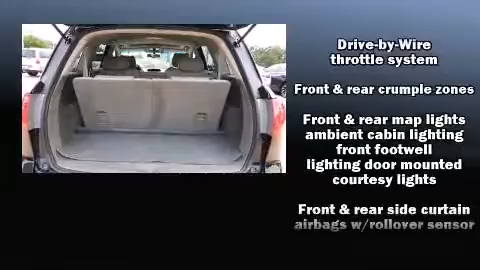 Drive-by-Wire
throttle system
Front & rear crumple zones
Front & rear map lights
ambient cabin lighting
front footwell
lighting door mounted
courtesy lights
Front & rear side curtain
airbags w/rollover sensor